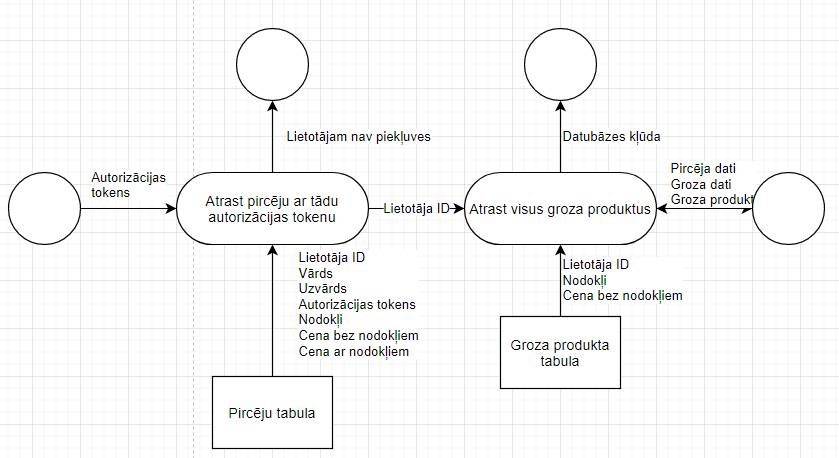 Lietotājam nav piekļuves
Datubāzes kļūda
Autorizācijas
tokens
Atrast pircēju ar tādu
autorizācijas tokenu
Lietotāja ID
Atrast visus groza produktus
Pircēja dati
Groza dati
Groza produkt
Lietotāja ID
Vārds
Uzvārds
Autorizācijas tokens
Nodokļi
Cena bez nodokļiem
Cena ar nodokļiem
Lietotāja ID
Nodokļi
Cena bez nodokļiem
Pircēju tabula
Groza produkta
tabula